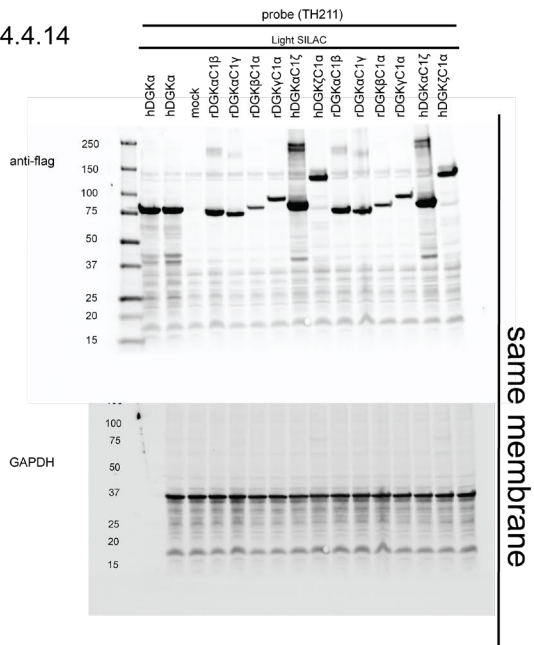 probe (TH211)
4.4.14
Light SILAC
hDGKα hDGKα mock rDGKαC1β rDGKαC1γ rDGKβC1α rDGKγC1α hDGKαC1ζ hDGKζC1α rDGKαC1β rDGKαC1γ rDGKβC1α rDGKγC1α hDGKαC1ζ hDGKζC1α
anti-flag
250
150
100
75
50
37
25
20
15
same membrane
GAPDH
100
75
50
37
25
20
15